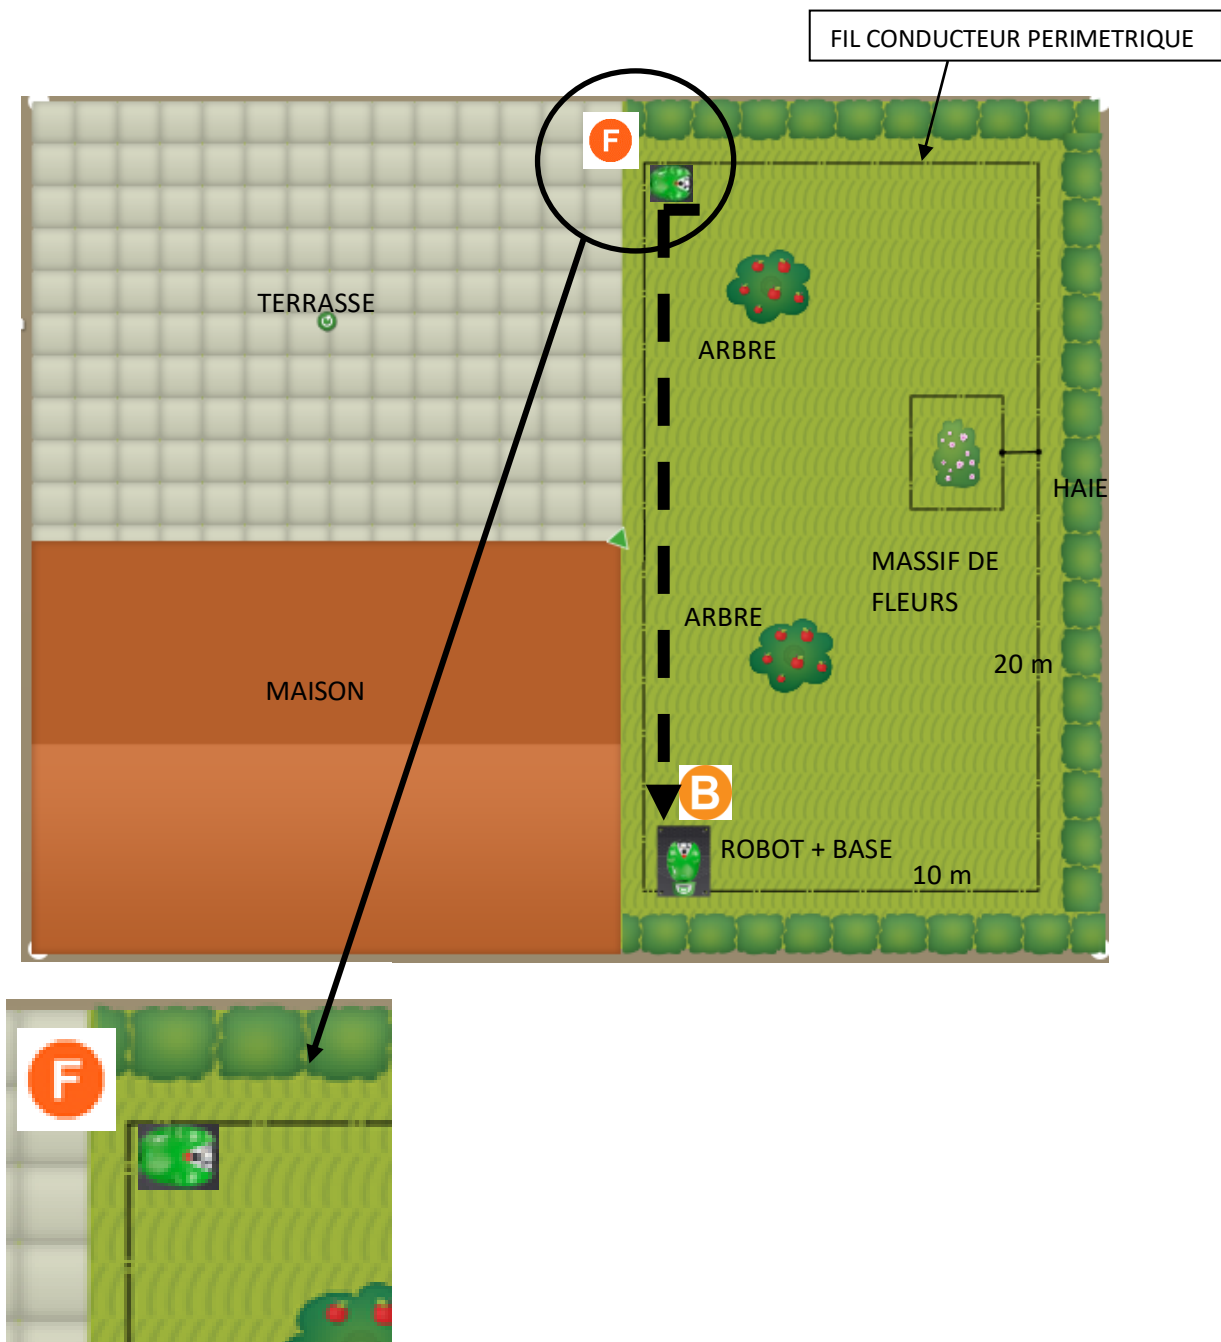 FIL CONDUCTEUR PERIMETRIQUE
F
TERRASSE
ARBRE
HAIE
MASSIF DE
FLEURS
ARBRE
20 m
MAISON
B
ROBOT + BASE
10 m
F